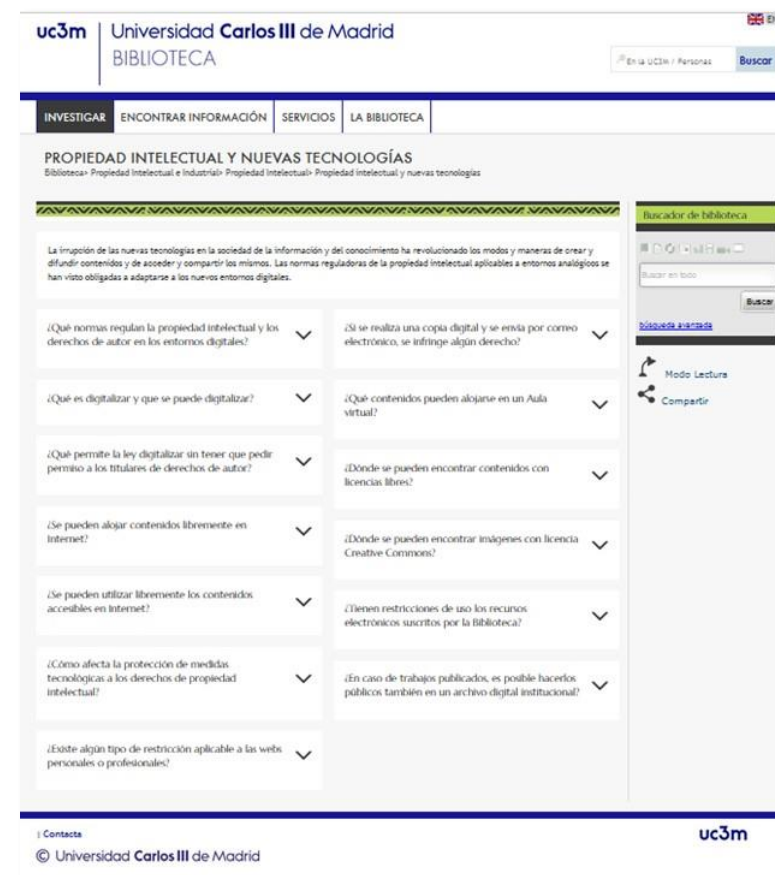 uc3m
Universidad Carlos III de Madrid
BIBLIOTECA
En la UC3M / Personas
Buscar
INVESTIGAR
ENCONTRAR INFORMACIÓN
SERVICIOS
LA BIBLIOTECA
PROPIEDAD INTELECTUAL Y NUEVAS TECNOLOGÍAS
Biblioteca> Propiedad Intelectual e Industrial> Propiedad Intelectual> Propiedad intelectual y nuevas tecnologías
La irrupción de las nuevas tecnologías en la sociedad de la información y del conocimiento ha revolucionado los modos y maneras de crear y
difundir contenidos y de acceder y compartir los mismos. Las normas reguladoras de la propiedad intelectual aplicables a entornos analógicos se
han visto obligadas a adaptarse a los nuevos entornos digitales.
¿Qué normas regulan la propiedad intelectual y los
derechos de autor en los entornos digitales?
¿Qué es digitalizar y que se puede digitalizar?
¿Qué permite la ley digitalizar sin tener que pedir
permiso a los titulares de derechos de autor?
¿Se pueden alojar contenidos libremente en
Internet?
¿Se pueden utilizar libremente los contenidos
accesibles en Internet?
¿Cómo afecta la protección de medidas
tecnológicas a los derechos de propiedad
intelectual?
¿Existe algún tipo de restricción aplicable a las webs
personales o profesionales?
¿Si se realiza una copia digital y se envía por correo
electrónico, se infringe algún derecho?
¿Qué contenidos pueden alojarse en un Aula
virtual?
¿Dónde se pueden encontrar contenidos con
licencias libres?
¿Dónde se pueden encontrar imágenes con licencia
Creative Commons?
¿Tienen restricciones de uso los recursos
electrónicos suscritos por la Biblioteca?
¿En caso de trabajos publicados, es posible hacerlos
públicos también en un archivo digital institucional?
Buscador de biblioteca
Buscar en todo
Buscar
búsqueda avanzada
Modo Lectura
Compartir
| Contacta
uc3m
© Universidad Carlos III de Madrid